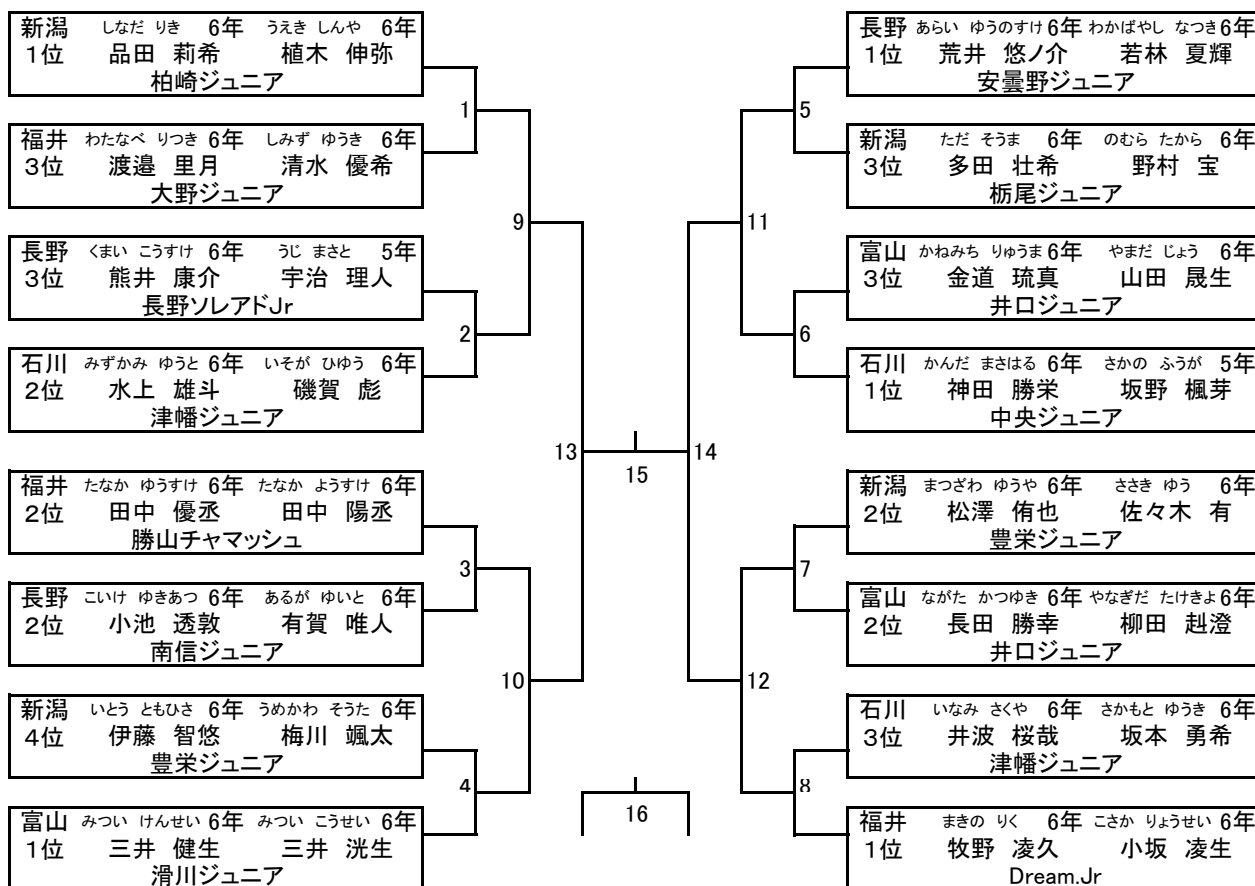 新潟 しなだ りき 6年 うえき しんや 6年
1位 品田 莉希 植木 伸弥
柏崎ジュニア
1
福井 わたなべ りつき 6年 しみず ゆうき 6年
3位 渡邉 里月 清水 優希
大野ジュニア
9
長野 くまい こうすけ 6年 うじ まさと 5年
3位 熊井 康介 宇治 理人
長野ソレアドJr
2
石川 みずかみ ゆうと 6年 いそが ひゆう 6年
2位 水上 雄斗 磯賀 彪
津幡ジュニア
13
福井 たなか ゆうすけ 6年 たなか ようすけ 6年
2位 田中 優丞 田中 陽丞
勝山チャマッシュ
3
長野 こいけ ゆきあつ 6年 あるが ゆいと 6年
2位 小池 透敦 有賀 唯人
南信ジュニア
10
新潟 いとう ともひさ 6年 うめかわ そうた 6年
4位 伊藤 智悠 梅川 颯太
豊栄ジュニア
4
富山 みつい けんせい 6年 みつい こうせい 6年
1位 三井 健生 三井 洸生
滑川ジュニア
15
16
長野 あらい ゆうのすけ 6年 わかばやし なつき 6年
1位 荒井 悠ノ介 若林 夏輝
安曇野ジュニア
5
新潟 ただ そうま 6年 のむら たから 6年
3位 多田 壮希 野村 宝
栃尾ジュニア
11
富山 かねみち りゅうま 6年 やまだ じょう 6年
3位 金道 琉真 山田 晟生
井口ジュニア
6
石川 かんだ まさはる 6年 さかの ふうが 5年
1位 神田 勝栄 坂野 楓芽
中央ジュニア
14
新潟 まつざわ ゆうや 6年 ささき ゆう 6年
2位 松澤 侑也 佐々木 有
豊栄ジュニア
7
富山 ながた かつゆき 6年 やなぎだ たけきよ 6年
2位 長田 勝幸 柳田 赳澄
井口ジュニア
12
石川 いなみ さくや 6年 さかもと ゆうき 6年
3位 井波 桜哉 坂本 勇希
津幡ジュニア
8
福井 まきの りく 6年 こさか りょうせい 6年
1位 牧野 凌久 小坂 凌生
Dream.Jr